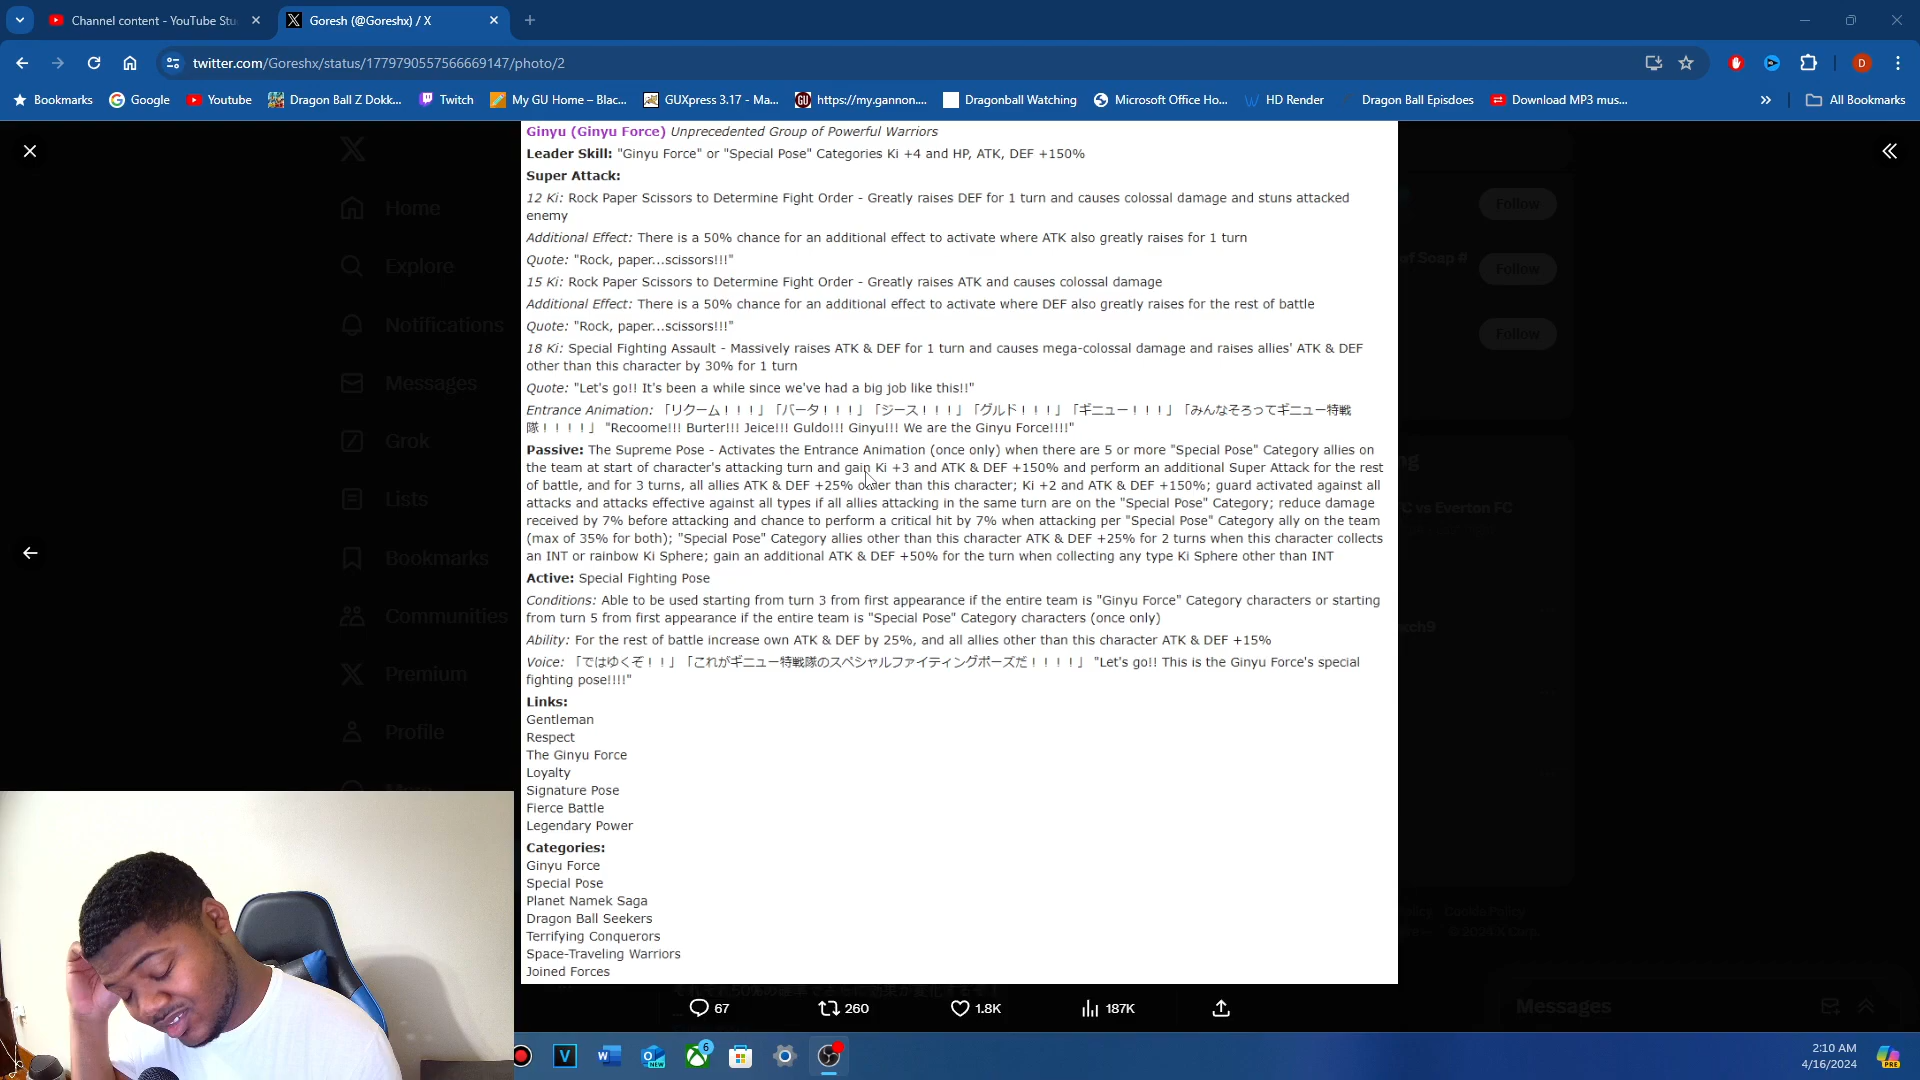 Channel content - YouTube Stu
Goresh (@Goreshx) / X
twitter.com/Goreshx/status/1779790557566669147/photo/2
D
Bookmarks
Google
Youtube
Dragon Ball Z Dokk...
Twitch
My GU Home – Blac...
GUXpress 3.17 - Ma...
https://my.gannon....
Dragonball Watching
Microsoft Office Ho...
HD Render
Dragon Ball Epsidoes
Download MP3 mus...
All Bookmarks
Home
Explore
Notifications
Messages
Grok
Lists
Bookmarks
Communities
Premium
Profile
Ginyu (Ginyu Force) Unprecedented Group of Powerful Warriors
Leader Skill: "Ginyu Force" or "Special Pose" Categories Ki +4 and HP, ATK, DEF +150%
Super Attack:
12 Ki: Rock Paper Scissors to Determine Fight Order - Greatly raises DEF for 1 turn and causes colossal damage and stuns attacked
enemy
Additional Effect: There is a 50% chance for an additional effect to activate where ATK also greatly raises for 1 turn
Quote: "Rock, paper...scissors!!!"
15 Ki: Rock Paper Scissors to Determine Fight Order - Greatly raises ATK and causes colossal damage
Additional Effect: There is a 50% chance for an additional effect to activate where DEF also greatly raises for the rest of battle
Quote: "Rock, paper...scissors!!!"
18 Ki: Special Fighting Assault - Massively raises ATK & DEF for 1 turn and causes mega-colossal damage and raises allies' ATK & DEF
other than this character by 30% for 1 turn
Quote: "Let's go!! It's been a while since we've had a big job like this!!"
Entrance Animation: 「リクーム！！！」「バータ！！！」「ジース！！！」「グルド！！！」「ギニュー！！！」「みんなそろってギニュー特戦
隊！！！！」 "Recoome!!! Burter!!! Jeice!!! Guldo!!! Ginyu!!! We are the Ginyu Force!!!!"
Passive: The Supreme Pose - Activates the Entrance Animation (once only) when there are 5 or more "Special Pose" Category allies on
the team at start of character's attacking turn and gain Ki +3 and ATK & DEF +150% and perform an additional Super Attack for the rest
of battle, and for 3 turns, all allies ATK & DEF +25% other than this character; Ki +2 and ATK & DEF +150%; guard activated against all
attacks and attacks effective against all types if all allies attacking in the same turn are on the "Special Pose" Category; reduce damage
received by 7% before attacking and chance to perform a critical hit by 7% when attacking per "Special Pose" Category ally on the team
(max of 35% for both); "Special Pose" Category allies other than this character ATK & DEF +25% for 2 turns when this character collects
an INT or rainbow Ki Sphere; gain an additional ATK & DEF +50% for the turn when collecting any type Ki Sphere other than INT
Active: Special Fighting Pose
Conditions: Able to be used starting from turn 3 from first appearance if the entire team is "Ginyu Force" Category characters or starting
from turn 5 from first appearance if the entire team is "Special Pose" Category characters (once only)
Ability: For the rest of battle increase own ATK & DEF by 25%, and all allies other than this character ATK & DEF +15%
Voice: 「ではゆくぞ！！」「これがギニュー特戦隊のスペシャルファイティングポーズだ！！！！」 "Let's go!! This is the Ginyu Force's special
fighting pose!!!!"
Links:
Gentleman
Respect
The Ginyu Force
Loyalty
Signature Pose
Fierce Battle
Legendary Power
Categories:
Ginyu Force
Special Pose
Planet Namek Saga
Dragon Ball Seekers
Terrifying Conquerors
Space-Traveling Warriors
Joined Forces
67
260
1.8K
187K
Follow
of Soap #
Follow
Follow
C vs Everton FC
Messages
V
6
2:10 AM
4/16/2024
PRE